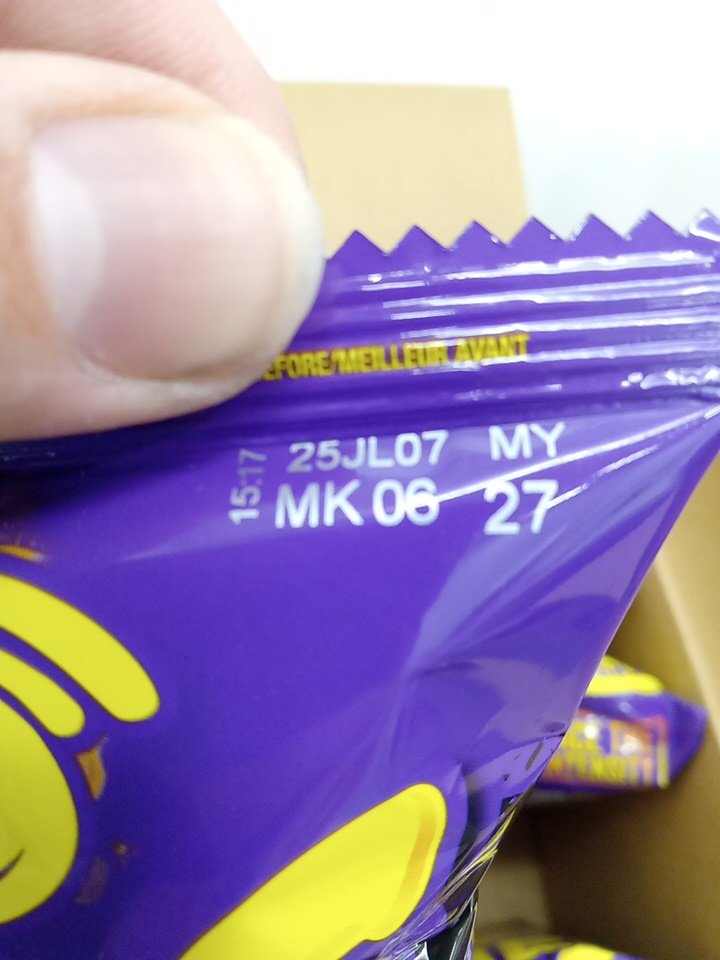 EFORE/MEILLEUR AVANT
15:17
25JL07 MY
MK 06 27